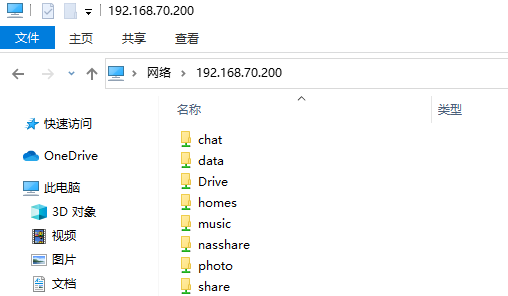 192.168.70.200
文件 主页 共享 查看
网络 192.168.70.200
名称 类型
快速访问
OneDrive
此电脑
3D 对象
视频
图片
文档
chat
data
Drive
homes
music
nasshare
photo
share